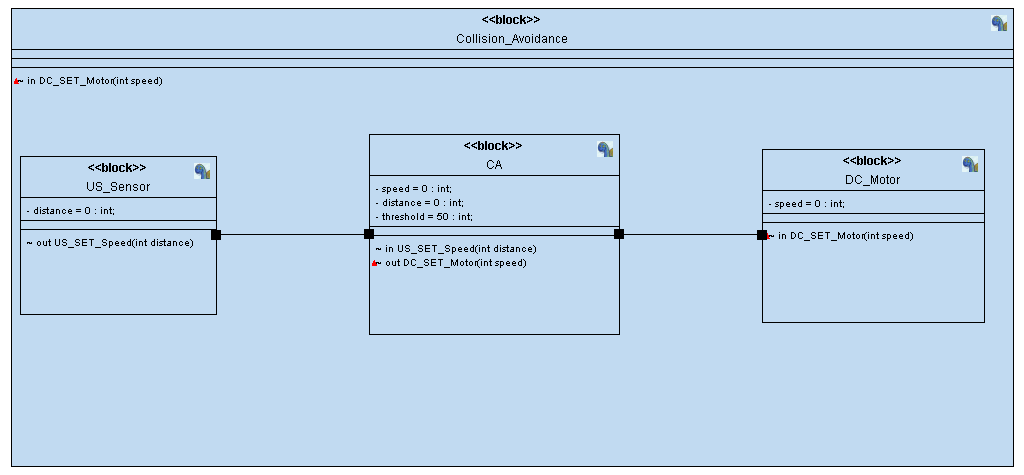 <<block>>
Collision_Avoidance
~ in DC_SET_Motor(int speed)
<<block>>
US_Sensor
- distance = 0 : int;
~ out US_SET_Speed(int distance)
<<block>>
CA
- speed = 0 : int;
- distance = 0 : int;
- threshold = 50 : int;
~ in US_SET_Speed(int distance)
~ out DC_SET_Motor(int speed)
<<block>>
DC_Motor
- speed = 0 : int;
~ in DC_SET_Motor(int speed)